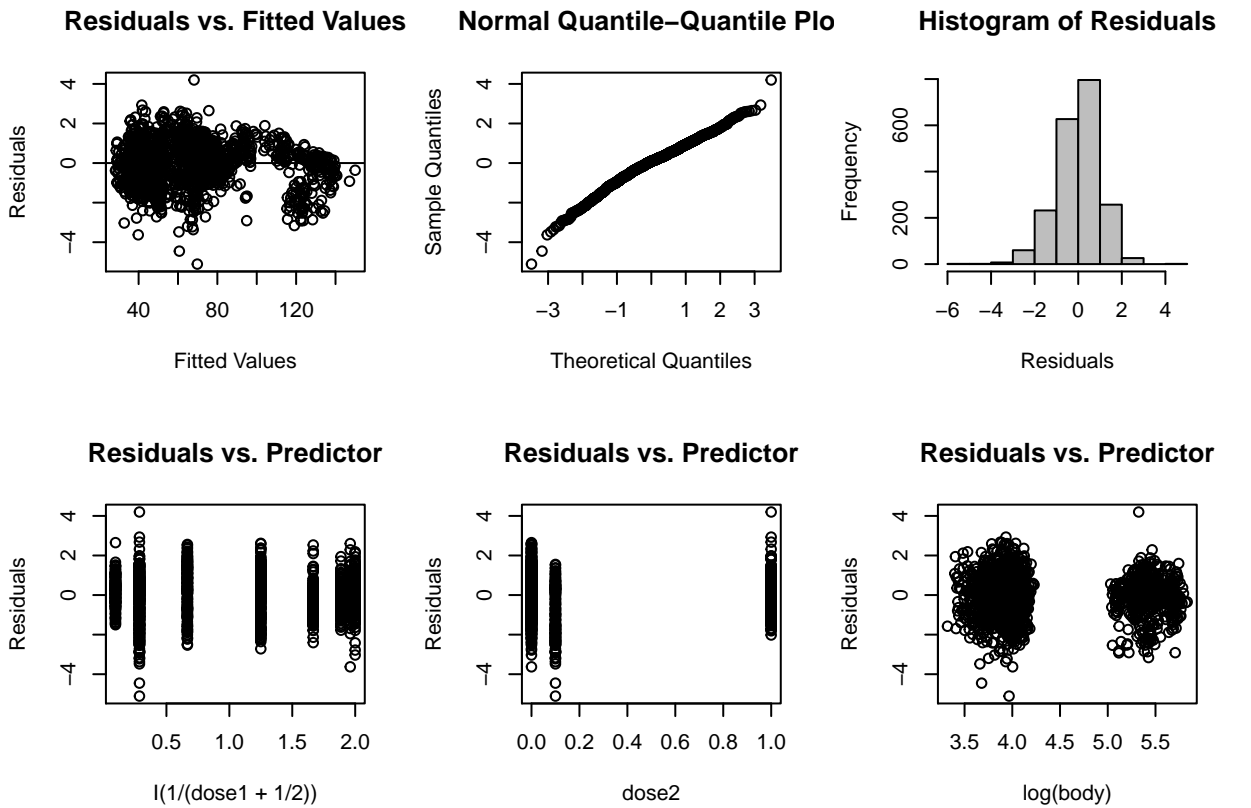 Residuals vs. Fitted Values
Residuals
4
2
0
−4
40
80
120
Fitted Values
Normal Quantile−Quantile Plo
Sample Quantiles
4
2
0
−4
−3
−1
1
2
3
Theoretical Quantiles
Histogram of Residuals
Frequency
600
200
0
−6
−4
−2
0
2
4
Residuals
Residuals vs. Predictor
Residuals
4
2
0
−4
0.5
1.0
1.5
2.0
I(1/(dose1 + 1/2))
Residuals vs. Predictor
Residuals
4
2
0
−4
0.0
0.2
0.4
0.6
0.8
1.0
dose2
Residuals vs. Predictor
Residuals
4
2
0
−4
3.5
4.0
4.5
5.0
5.5
log(body)